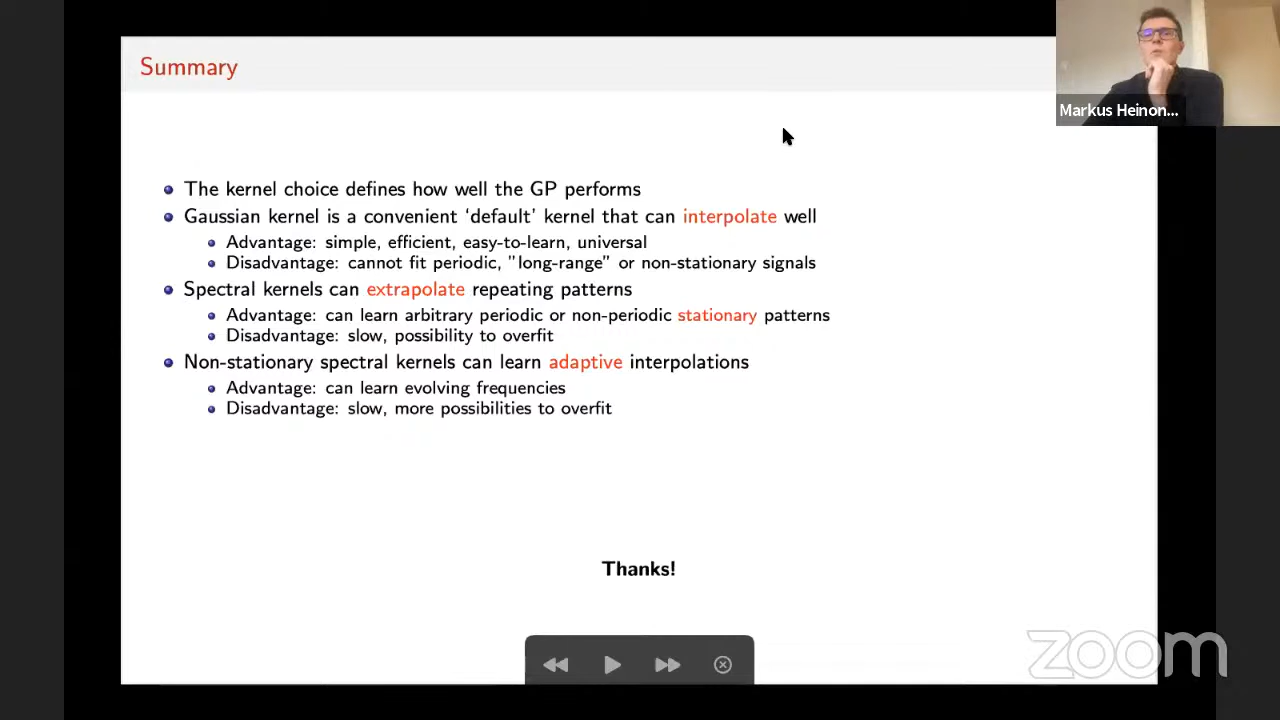 Summary
Markus Heinon...
The kernel choice defines how well the GP performs
Gaussian kernel is a convenient ‘default’ kernel that can interpolate well
Advantage: simple, efficient, easy-to-learn, universal
Disadvantage: cannot fit periodic, ”long-range” or non-stationary signals
Spectral kernels can extrapolate repeating patterns
Advantage: can learn arbitrary periodic or non-periodic stationary patterns
Disadvantage: slow, possibility to overfit
Non-stationary spectral kernels can learn adaptive interpolations
Advantage: can learn evolving frequencies
Disadvantage: slow, more possibilities to overfit
Thanks!
zoom